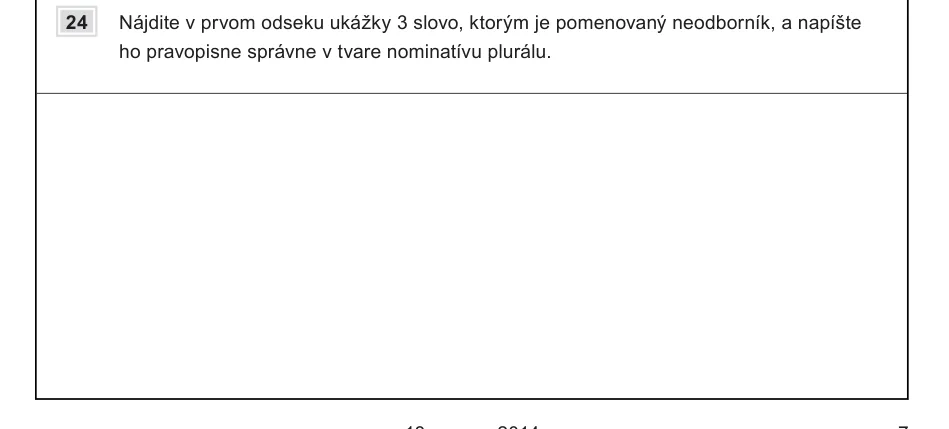 24 Nájdite v prvom odseku ukážky 3 slovo, ktorým je pomenovaný neodborník, a napíšte
ho pravopisne správne v tvare nominatívu plurálu.